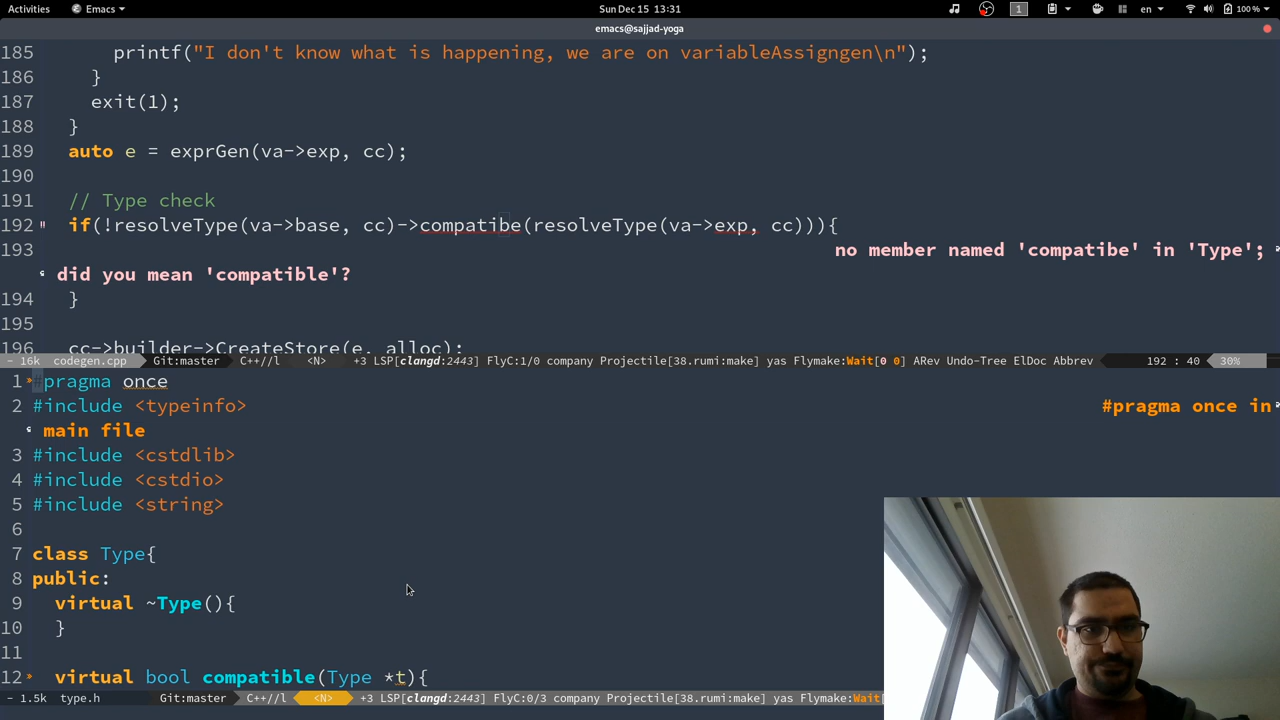 Activities Emacs Sun Dec 15 13:31 1 en 100 %
emacs@sajjad-yoga
185 printf("I don't know what is happening, we are on variableAssigngen\n");
186 }
187 exit(1);
188 }
189 auto e = exprGen(va->exp, cc);
190
191 // Type check
192 if(!resolveType(va->base, cc)->compatibe(resolveType(va->exp, cc))){
193 no member named 'compatibe' in 'Type';
did you mean 'compatible'?
194 }
195
196 cc->builder->CreateStore(e, alloc);
- 16k codegen.cpp Git:master C++//l <N> +3 LSP[clangd:2443] FlyC:1/0 company Projectile[38.rumi:make] yas Flymake:Wait[0 0] ARev Undo-Tree ElDoc Abbrev 192 : 40 30%
1 #pragma once
2 #include <typeinfo> #pragma once in
main file
3 #include <cstdlib>
4 #include <cstdio>
5 #include <string>
6
7 class Type{
8 public:
9 virtual ~Type(){
10 }
11
12 virtual bool compatible(Type *t){
- 1.5k type.h Git:master C++//l <N> +3 LSP[clangd:2443] FlyC:0/3 company Projectile[38.rumi:make] yas Flymake:Wait